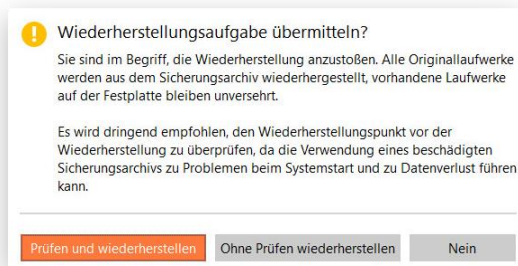 Wiederherstellungsaufgabe übermitteln?
Sie sind im Begriff, die Wiederherstellung anzustoßen. Alle Originallaufwerke
werden aus dem Sicherungsarchiv wiederhergestellt, vorhandene Laufwerke
auf der Festplatte bleiben unversehrt.
Es wird dringend empfohlen, den Wiederherstellungspunkt vor der
Wiederherstellung zu überprüfen, da die Verwendung eines beschädigten
Sicherungsarchivs zu Problemen beim Systemstart und zu Datenverlust führen
kann.
Prüfen und wiederherstellen Ohne Prüfen wiederherstellen Nein